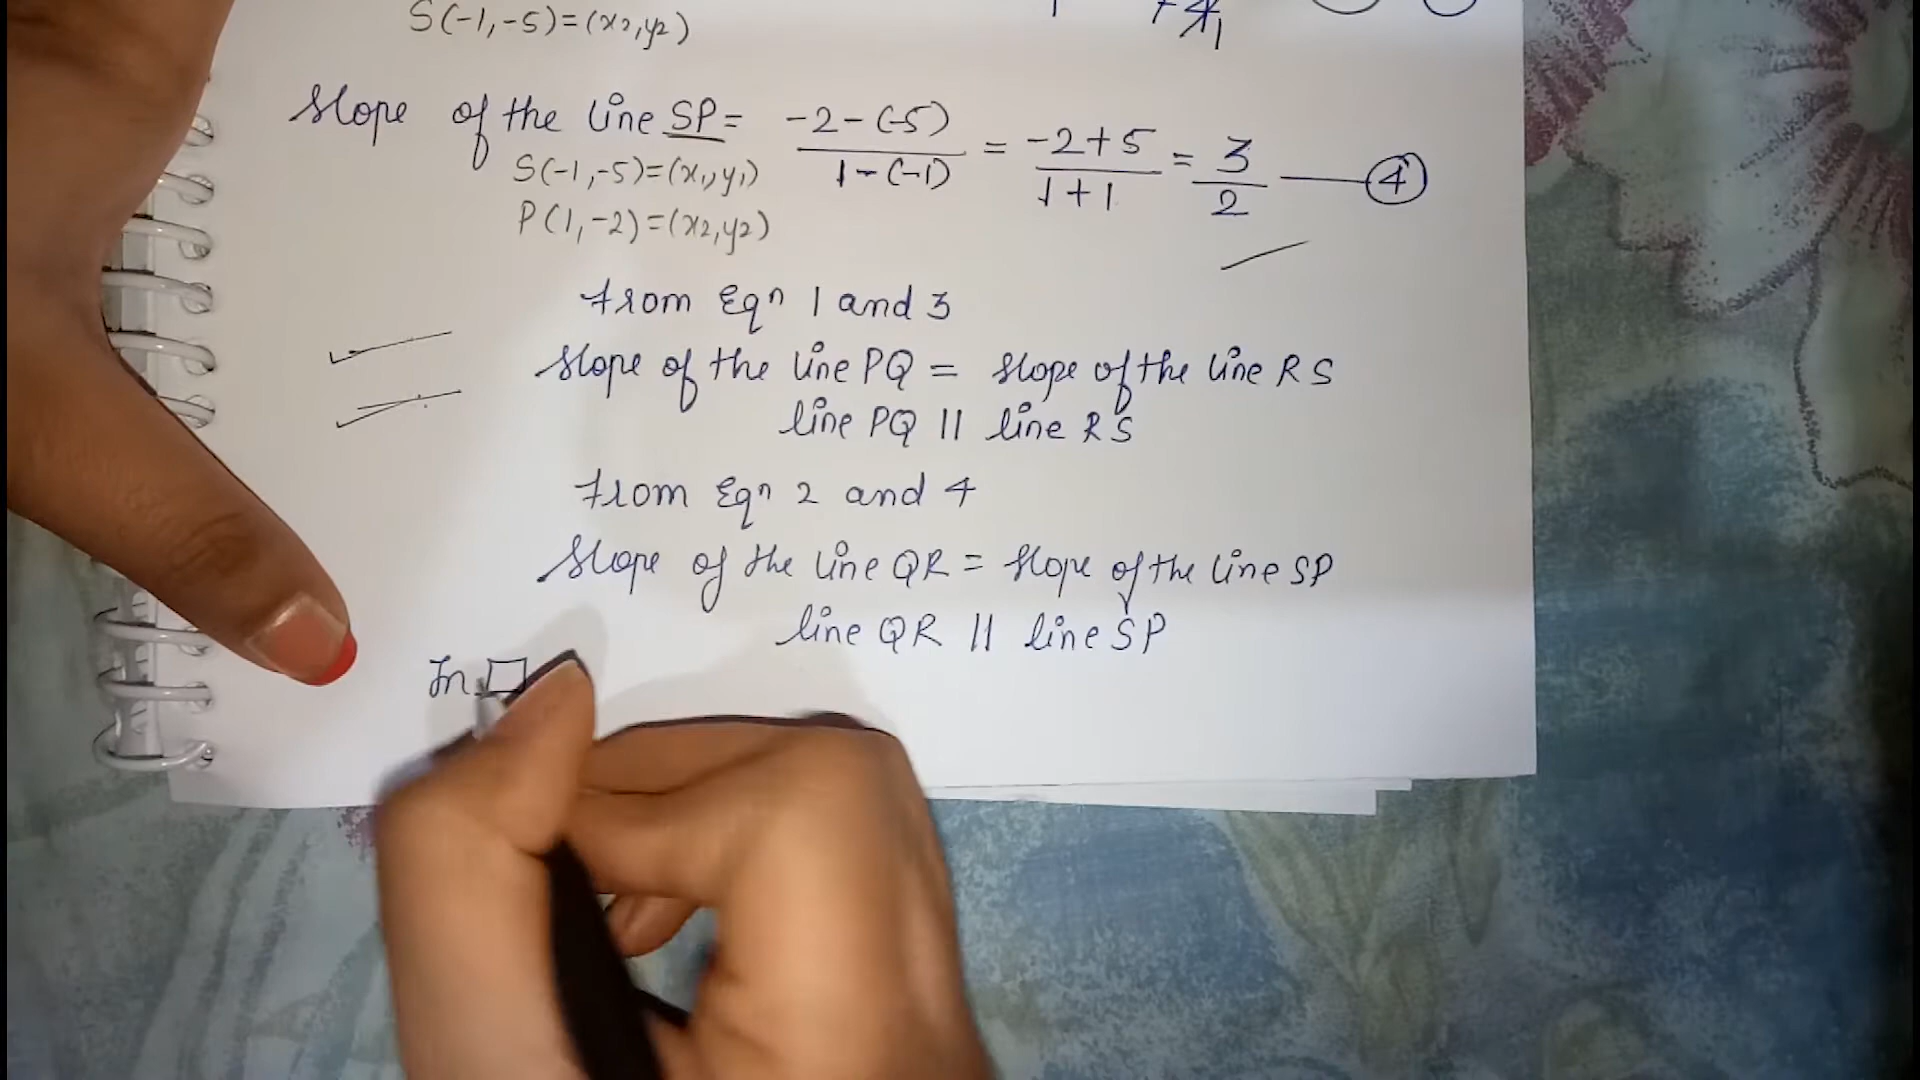 S(-1,-5)=(x2,y2)
Slope of the line SP = -2-(-5) / 1-(-1) = -2+5 / 1+1 = 3 / 2 — 4
S(-1,-5)=(x1,y1)
P(1,-2)=(x2,y2)
from Eqn 1 and 3
slope of the line PQ = slope of the line RS
line PQ || line RS
from Eqn 2 and 4
Slope of the line QR = slope of the line SP
line QR || line SP
In □